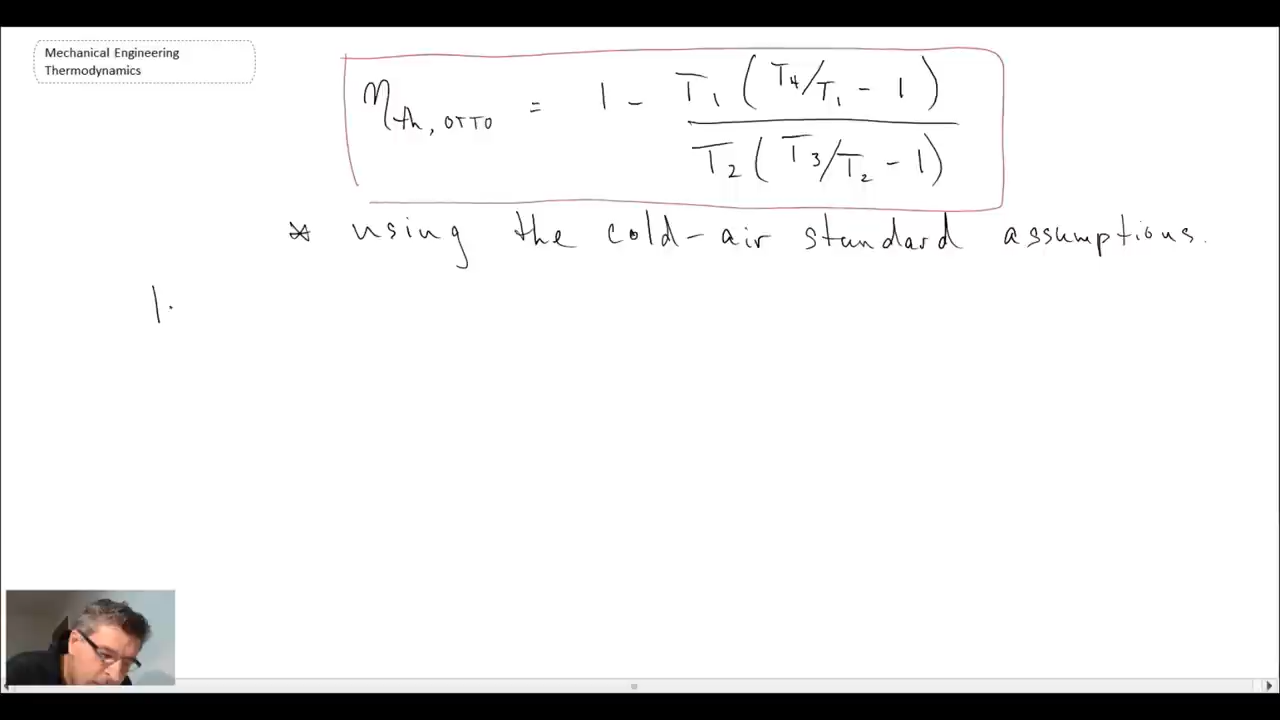 Mechanical Engineering
Thermodynamics
η_th, OTTO = 1 - T₁(T₄/T₁ - 1) / T₂(T₃/T₂ - 1)
* using the cold-air standard assumptions.
1.